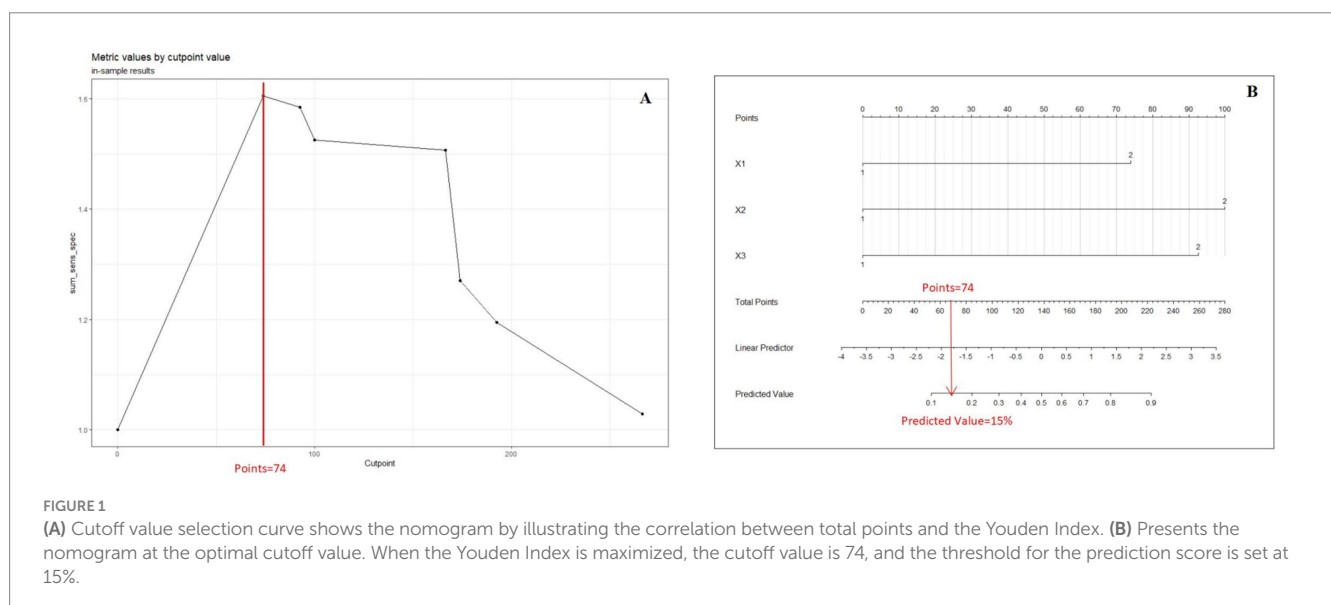 Metric values by cutpoint value
in-sample results
A
1.6
1.4
1.2
1.0
sum_sens_spec
0 100 200
Points=74
Cutpoint
B
Points 0 10 20 30 40 50 60 70 80 90 100
X1 1 2
X2 1 2
X3 1 2
Points=74
Total Points 0 20 40 60 80 100 120 140 160 180 200 220 240 260 280
Linear Predictor -4 -3.5 -3 -2.5 -2 -1.5 -1 -0.5 0 0.5 1 1.5 2 2.5 3 3.5
Predicted Value 0.1 0.2 0.3 0.4 0.5 0.6 0.7 0.8 0.9
Predicted Value=15%
FIGURE 1
(A) Cutoff value selection curve shows the nomogram by illustrating the correlation between total points and the Youden Index. (B) Presents the
nomogram at the optimal cutoff value. When the Youden Index is maximized, the cutoff value is 74, and the threshold for the prediction score is set at
15%.